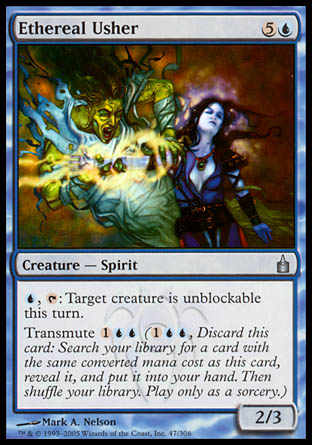 Ethereal Usher 5
: Target creature is unblockable
this turn.
Creature — Spirit
Transmute 1 ( 1 , Discard this
card: Search your library for a card with
the same converted mana cost as this card,
reveal it, and put it into your hand. Then
shuffle your library. Play only as a sorcery.)
2/3
Mark A. Nelson
™ & © 1993–2005 Wizards of the Coast, Inc. 47/306